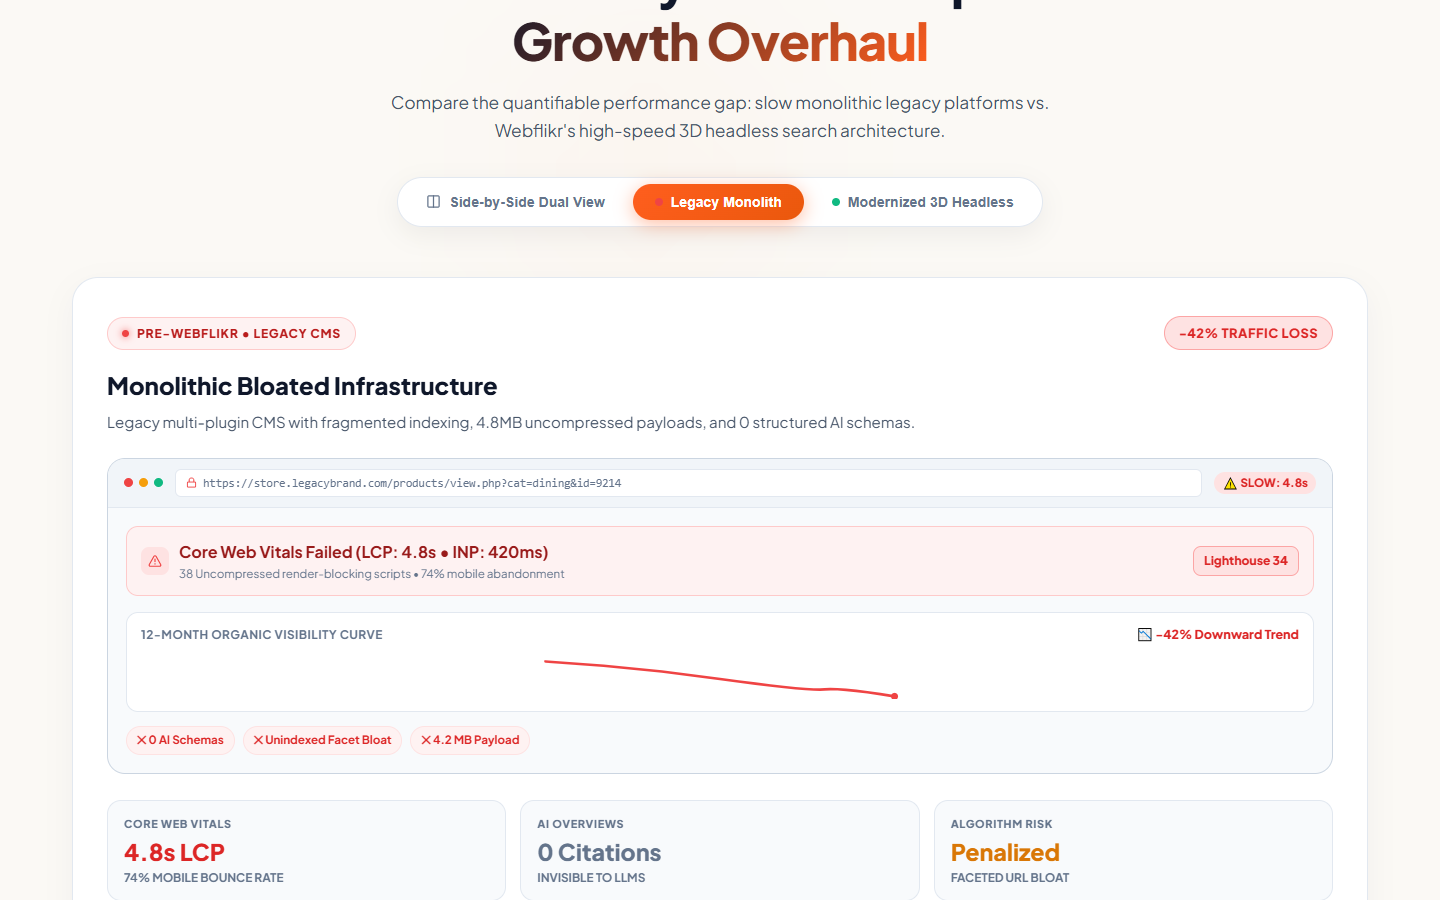 Growth Overhaul
Compare the quantifiable performance gap: slow monolithic legacy platforms vs.
Webflikr's high-speed 3D headless search architecture.
Side-by-Side Dual View
Legacy Monolith
Modernized 3D Headless
PRE-WEBFLIKR • LEGACY CMS
-42% TRAFFIC LOSS
Monolithic Bloated Infrastructure
Legacy multi-plugin CMS with fragmented indexing, 4.8MB uncompressed payloads, and 0 structured AI schemas.
https://store.legacybrand.com/products/view.php?cat=dining&id=9214
⚠️ SLOW: 4.8s
Core Web Vitals Failed (LCP: 4.8s • INP: 420ms)
38 Uncompressed render-blocking scripts • 74% mobile abandonment
Lighthouse 34
12-MONTH ORGANIC VISIBILITY CURVE
📉 -42% Downward Trend
✕ 0 AI Schemas
✕ Unindexed Facet Bloat
✕ 4.2 MB Payload
CORE WEB VITALS
4.8s LCP
74% MOBILE BOUNCE RATE
AI OVERVIEWS
0 Citations
INVISIBLE TO LLMS
ALGORITHM RISK
Penalized
FACETED URL BLOAT